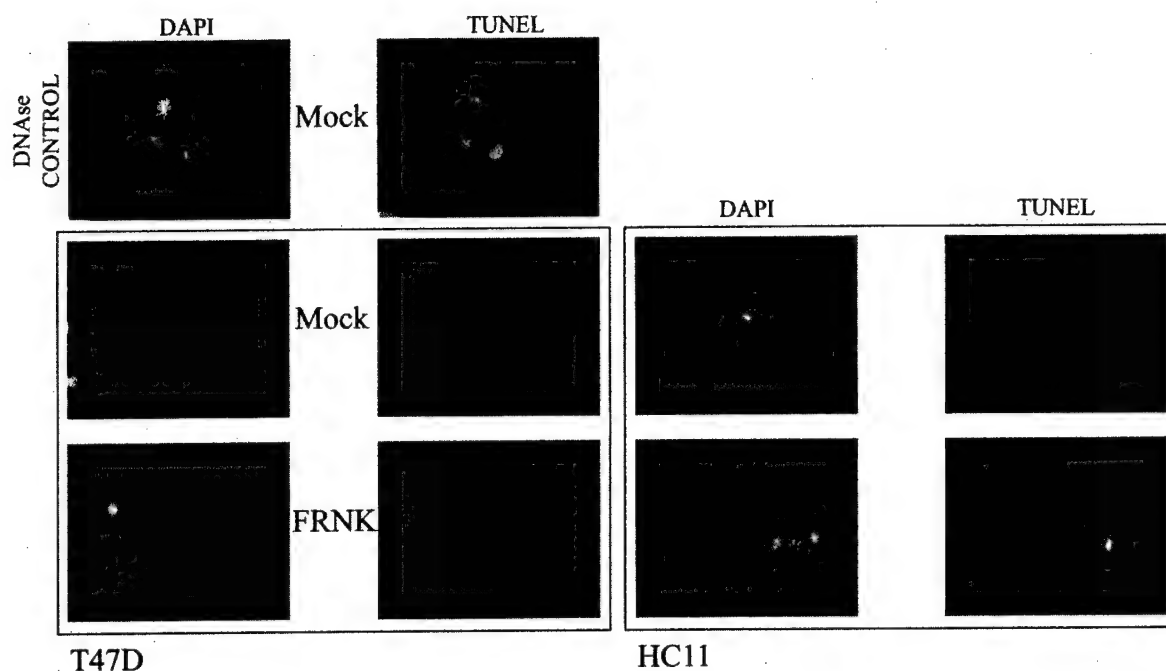 DAPI TUNEL
DNAse
CONTROL
Mock
DAPI TUNEL
Mock
FRNK
T47D HC11